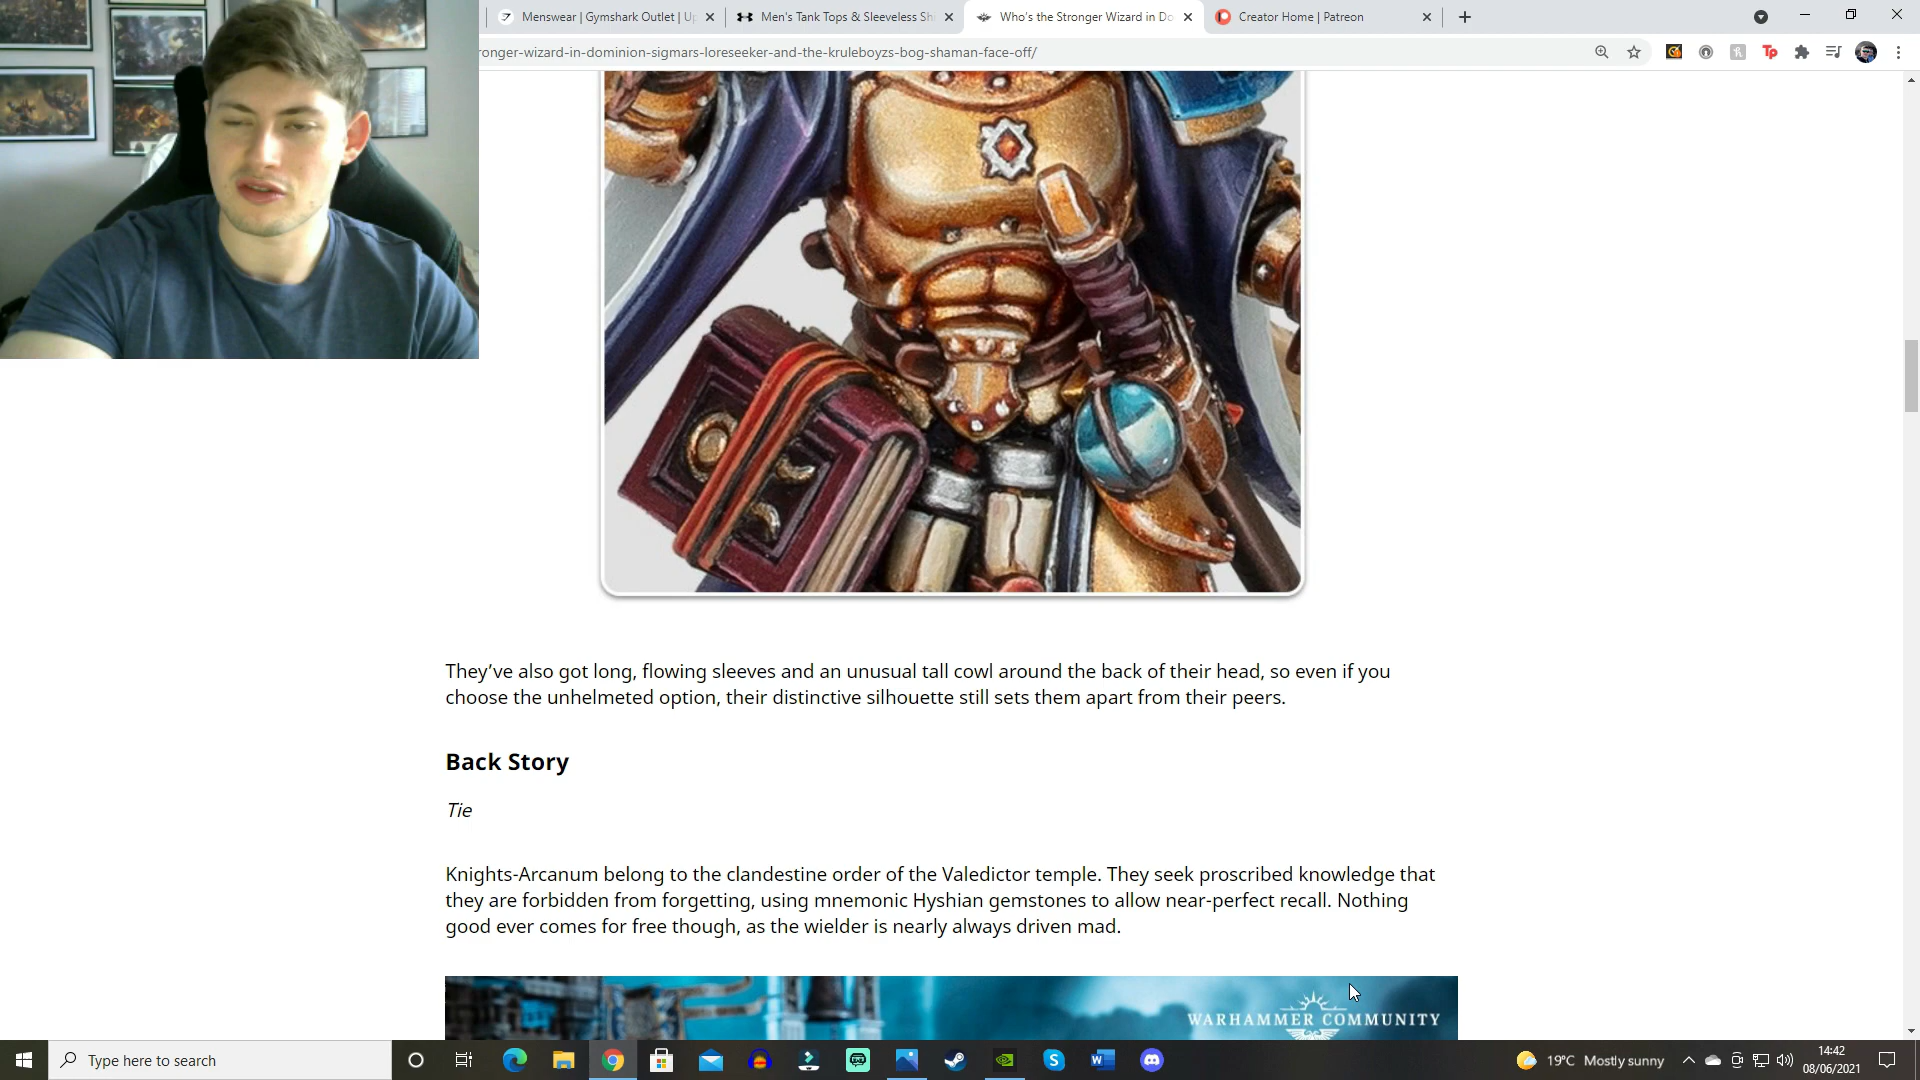 Menswear | Gymshark Outlet | U
Men's Tank Tops & Sleeveless Sh
Who's the Stronger Wizard in Do
Creator Home | Patreon
ronger-wizard-in-dominion-sigmars-loreseeker-and-the-kruleboyzs-bog-shaman-face-off/
They've also got long, flowing sleeves and an unusual tall cowl around the back of their head, so even if you
choose the unhelmeted option, their distinctive silhouette still sets them apart from their peers.
Back Story
Tie
Knights-Arcanum belong to the clandestine order of the Valedictor temple. They seek proscribed knowledge that
they are forbidden from forgetting, using mnemonic Hyshian gemstones to allow near-perfect recall. Nothing
good ever comes for free though, as the wielder is nearly always driven mad.
WARHAMMER COMMUNITY
Type here to search
19°C Mostly sunny
14:42
08/06/2021